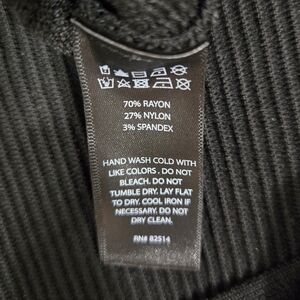 70% RAYON
27% NYLON
3% SPANDEX
HAND WASH COLD WITH
LIKE COLORS . DO NOT
BLEACH. DO NOT
TUMBLE DRY. LAY FLAT
TO DRY. COOL IRON IF
NECESSARY. DO NOT
DRY CLEAN.
RN# 82514